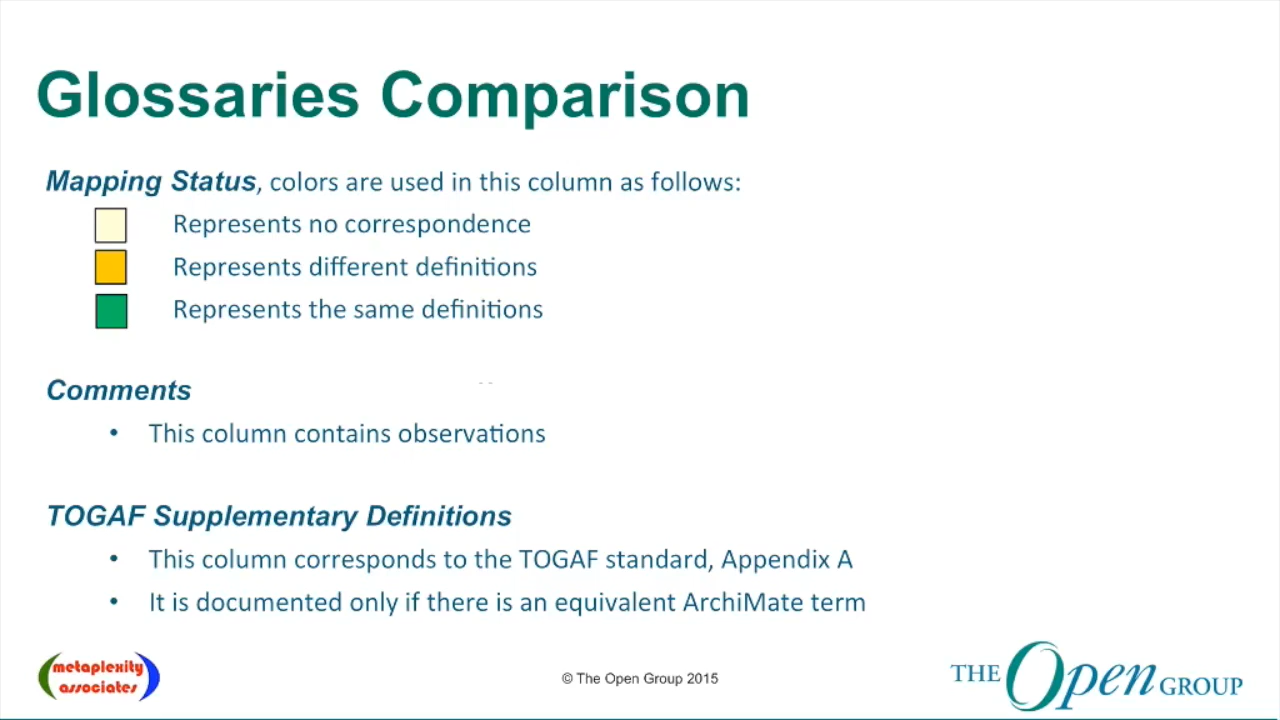 Glossaries Comparison
Mapping Status, colors are used in this column as follows:
Represents no correspondence
Represents different definitions
Represents the same definitions
Comments
• This column contains observations
TOGAF Supplementary Definitions
• This column corresponds to the TOGAF standard, Appendix A
• It is documented only if there is an equivalent ArchiMate term
metaplexity
associates
© The Open Group 2015
THE Open GROUP